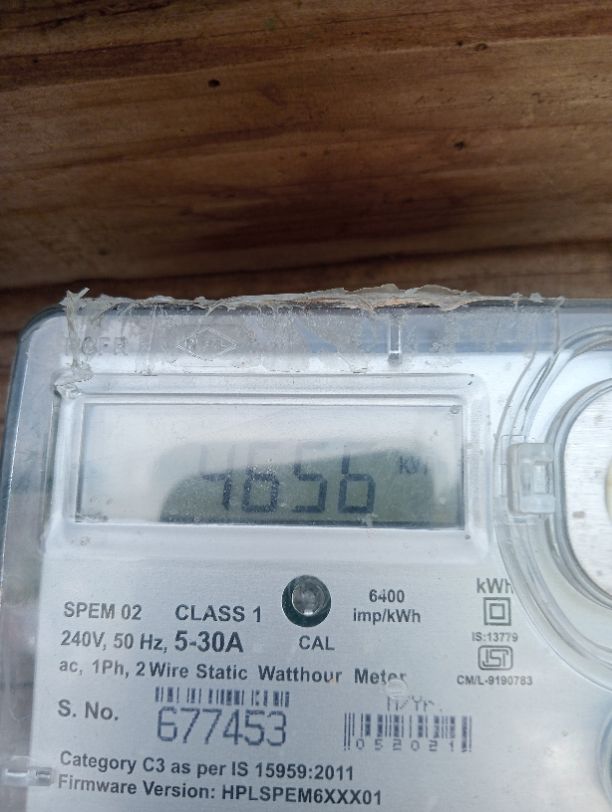 4656
SPEM 02 CLASS 1
6400
imp/kWh
kWh
240V, 50 Hz, 5-30A
CAL
IS:13779
ac, 1Ph, 2 Wire Static Watthour Meter
CM/L-9190783
S. No.
677453
M/Yr.
052021
Category C3 as per IS 15959:2011
Firmware Version: HPLSPEM6XXX01